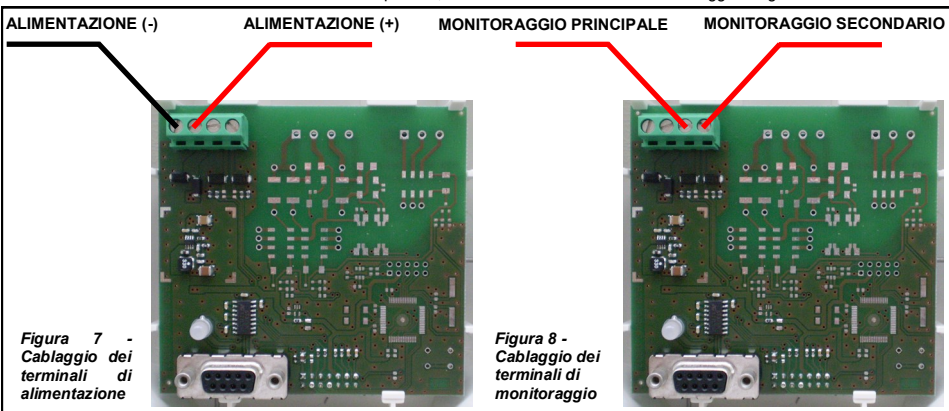 ALIMENTAZIONE (-)
ALIMENTAZIONE (+)
MONITORAGGIO PRINCIPALE
MONITORAGGIO SECONDARIO
Figura 7 -
Cablaggio dei
terminali di
alimentazione
Figura 8 -
Cablaggio dei
terminali di
monitoraggio